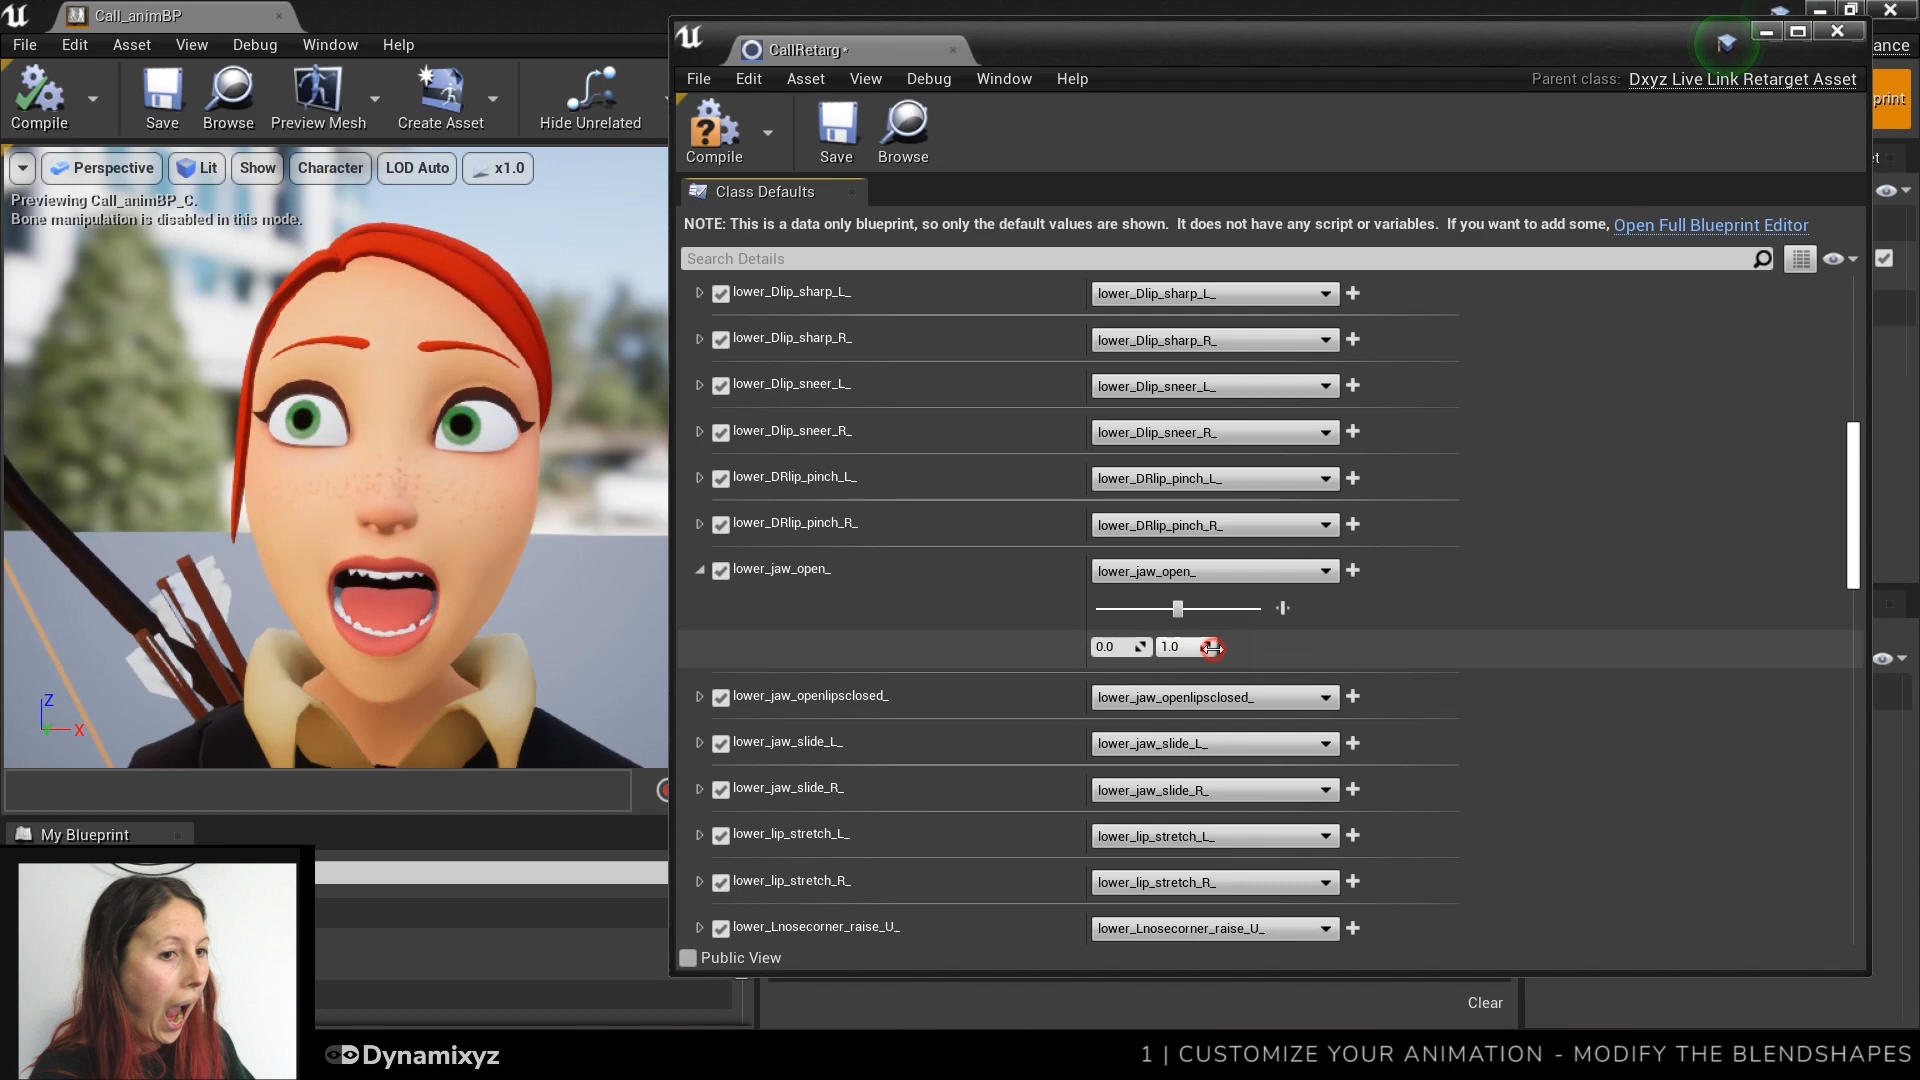 Call_animBP
File Edit Asset View Debug Window Help
Compile Save Browse Preview Mesh Create Asset Hide Unrelated
Perspective Lit Show Character LOD Auto x1.0
Previewing Call_animBP_C.
Bone manipulation is disabled in this mode.
Z
X
My Blueprint
CallRetarg*
File Edit Asset View Debug Window Help
Parent class: Dxyz Live Link Retarget Asset
Compile Save Browse
Class Defaults
NOTE: This is a data only blueprint, so only the default values are shown. It does not have any script or variables. If you want to add some, Open Full Blueprint Editor
Search Details
lower_Dlip_sharp_L_ lower_Dlip_sharp_L_
lower_Dlip_sharp_R_ lower_Dlip_sharp_R_
lower_Dlip_sneer_L_ lower_Dlip_sneer_L_
lower_Dlip_sneer_R_ lower_Dlip_sneer_R_
lower_DRlip_pinch_L_ lower_DRlip_pinch_L_
lower_DRlip_pinch_R_ lower_DRlip_pinch_R_
lower_jaw_open_ lower_jaw_open_
0.0 1.0
lower_jaw_openlipsclosed_ lower_jaw_openlipsclosed_
lower_jaw_slide_L_ lower_jaw_slide_L_
lower_jaw_slide_R_ lower_jaw_slide_R_
lower_lip_stretch_L_ lower_lip_stretch_L_
lower_lip_stretch_R_ lower_lip_stretch_R_
lower_Lnosecorner_raise_U_ lower_Lnosecorner_raise_U_
Public View
Clear
Dynamixyz
1 | CUSTOMIZE YOUR ANIMATION - MODIFY THE BLENDSHAPES